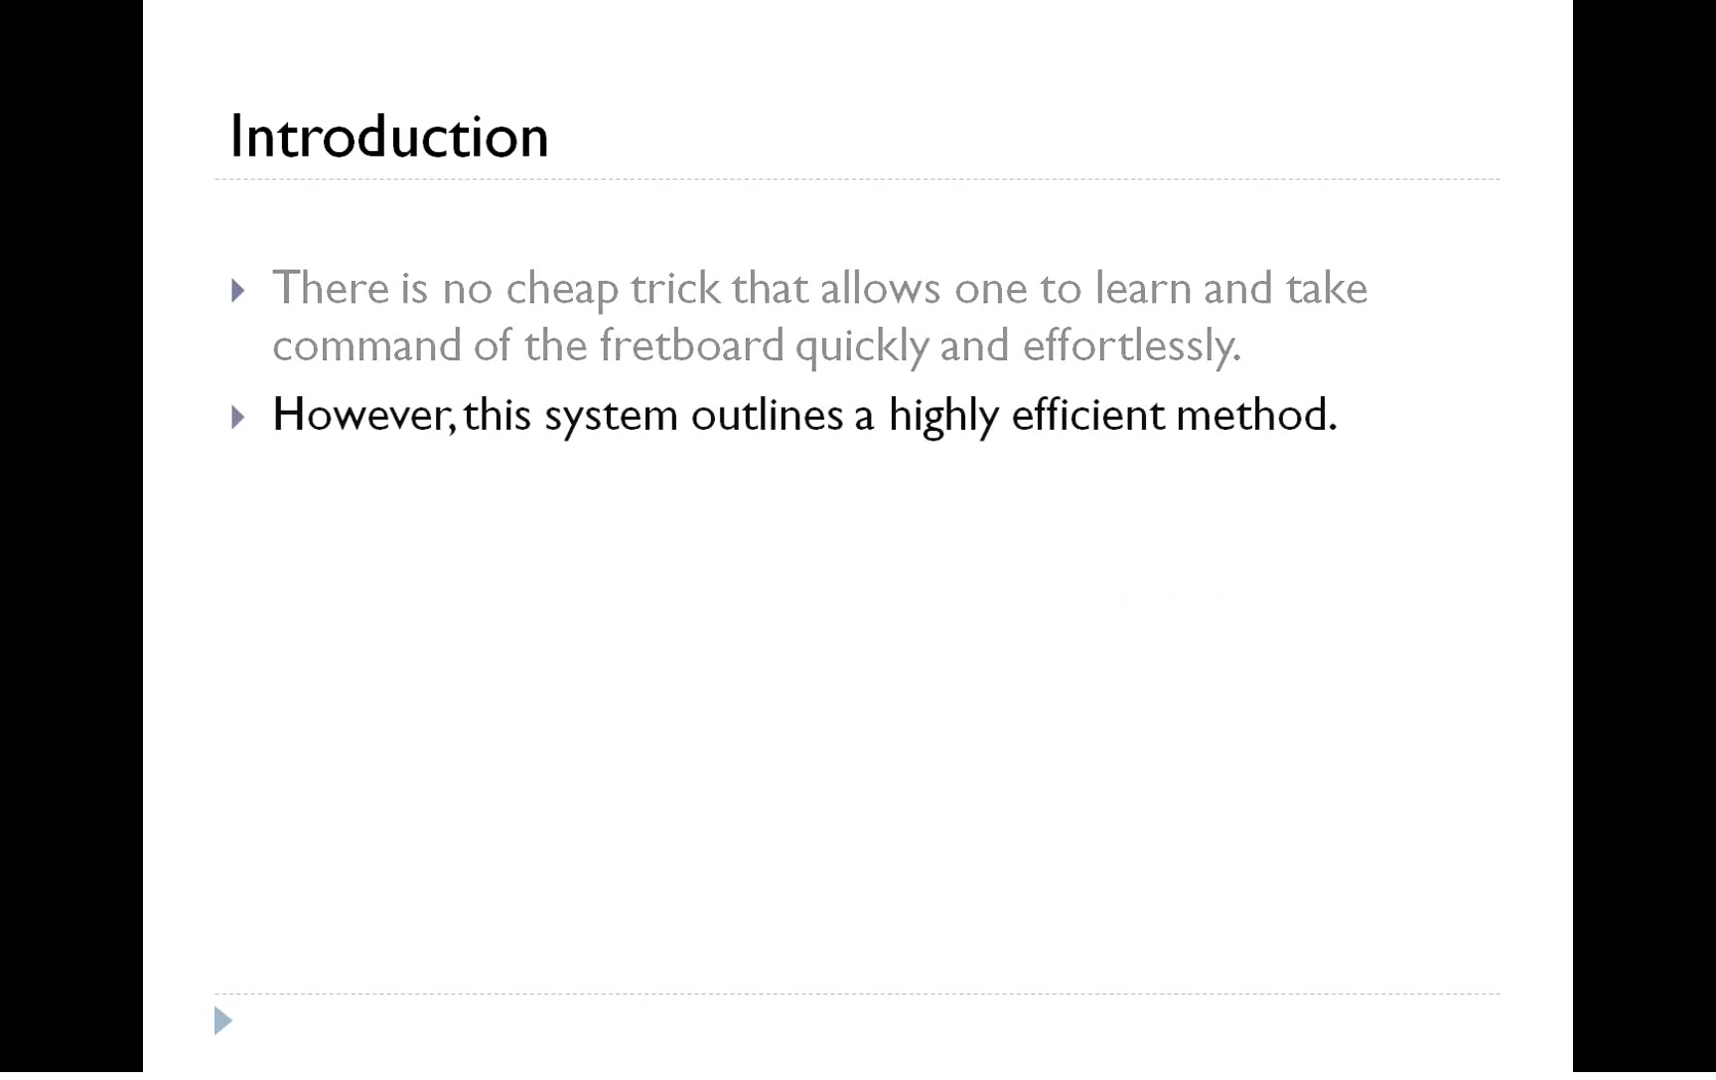 Introduction
There is no cheap trick that allows one to learn and take
command of the fretboard quickly and effortlessly.
However, this system outlines a highly efficient method.